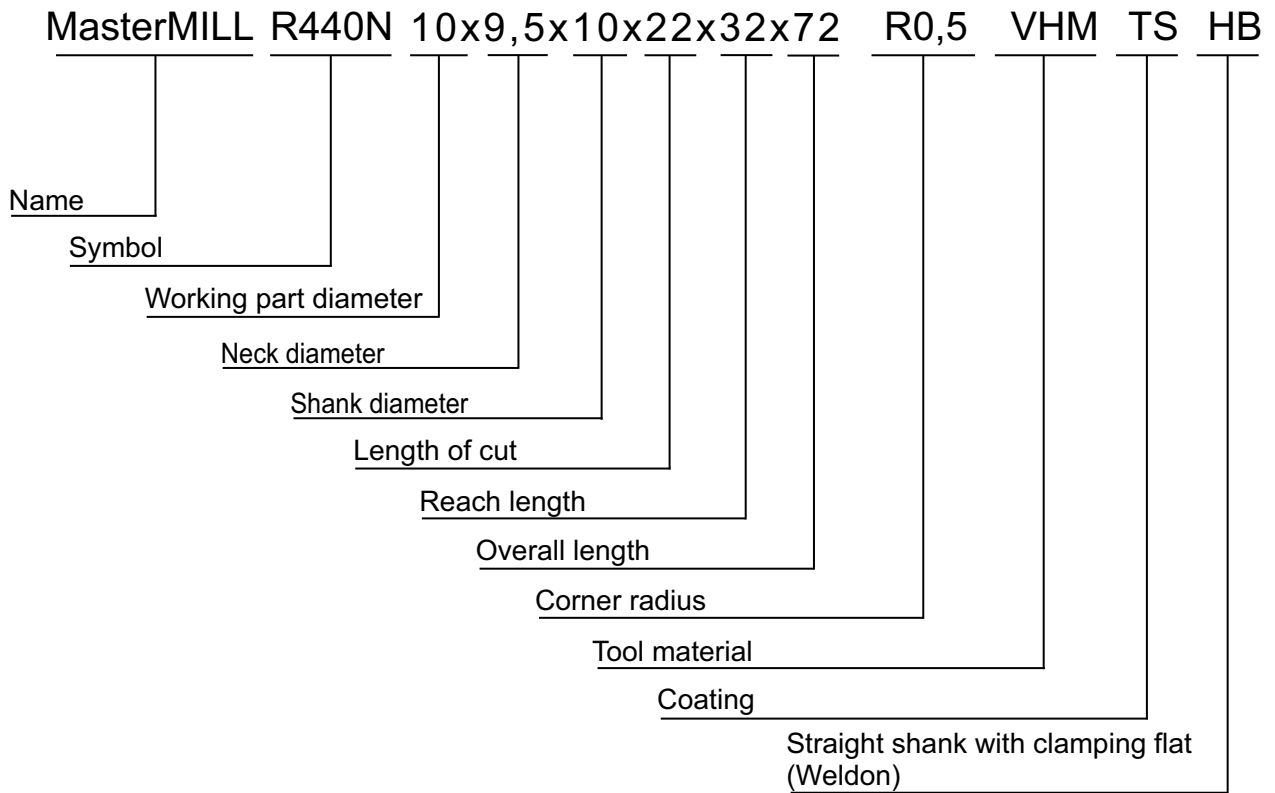 MasterMILL R440N 10x9,5x10x22x32x72 R0,5 VHM TS HB
Name
Symbol
Working part diameter
Neck diameter
Shank diameter
Length of cut
Reach length
Overall length
Corner radius
Tool material
Coating
Straight shank with clamping flat
(Weldon)